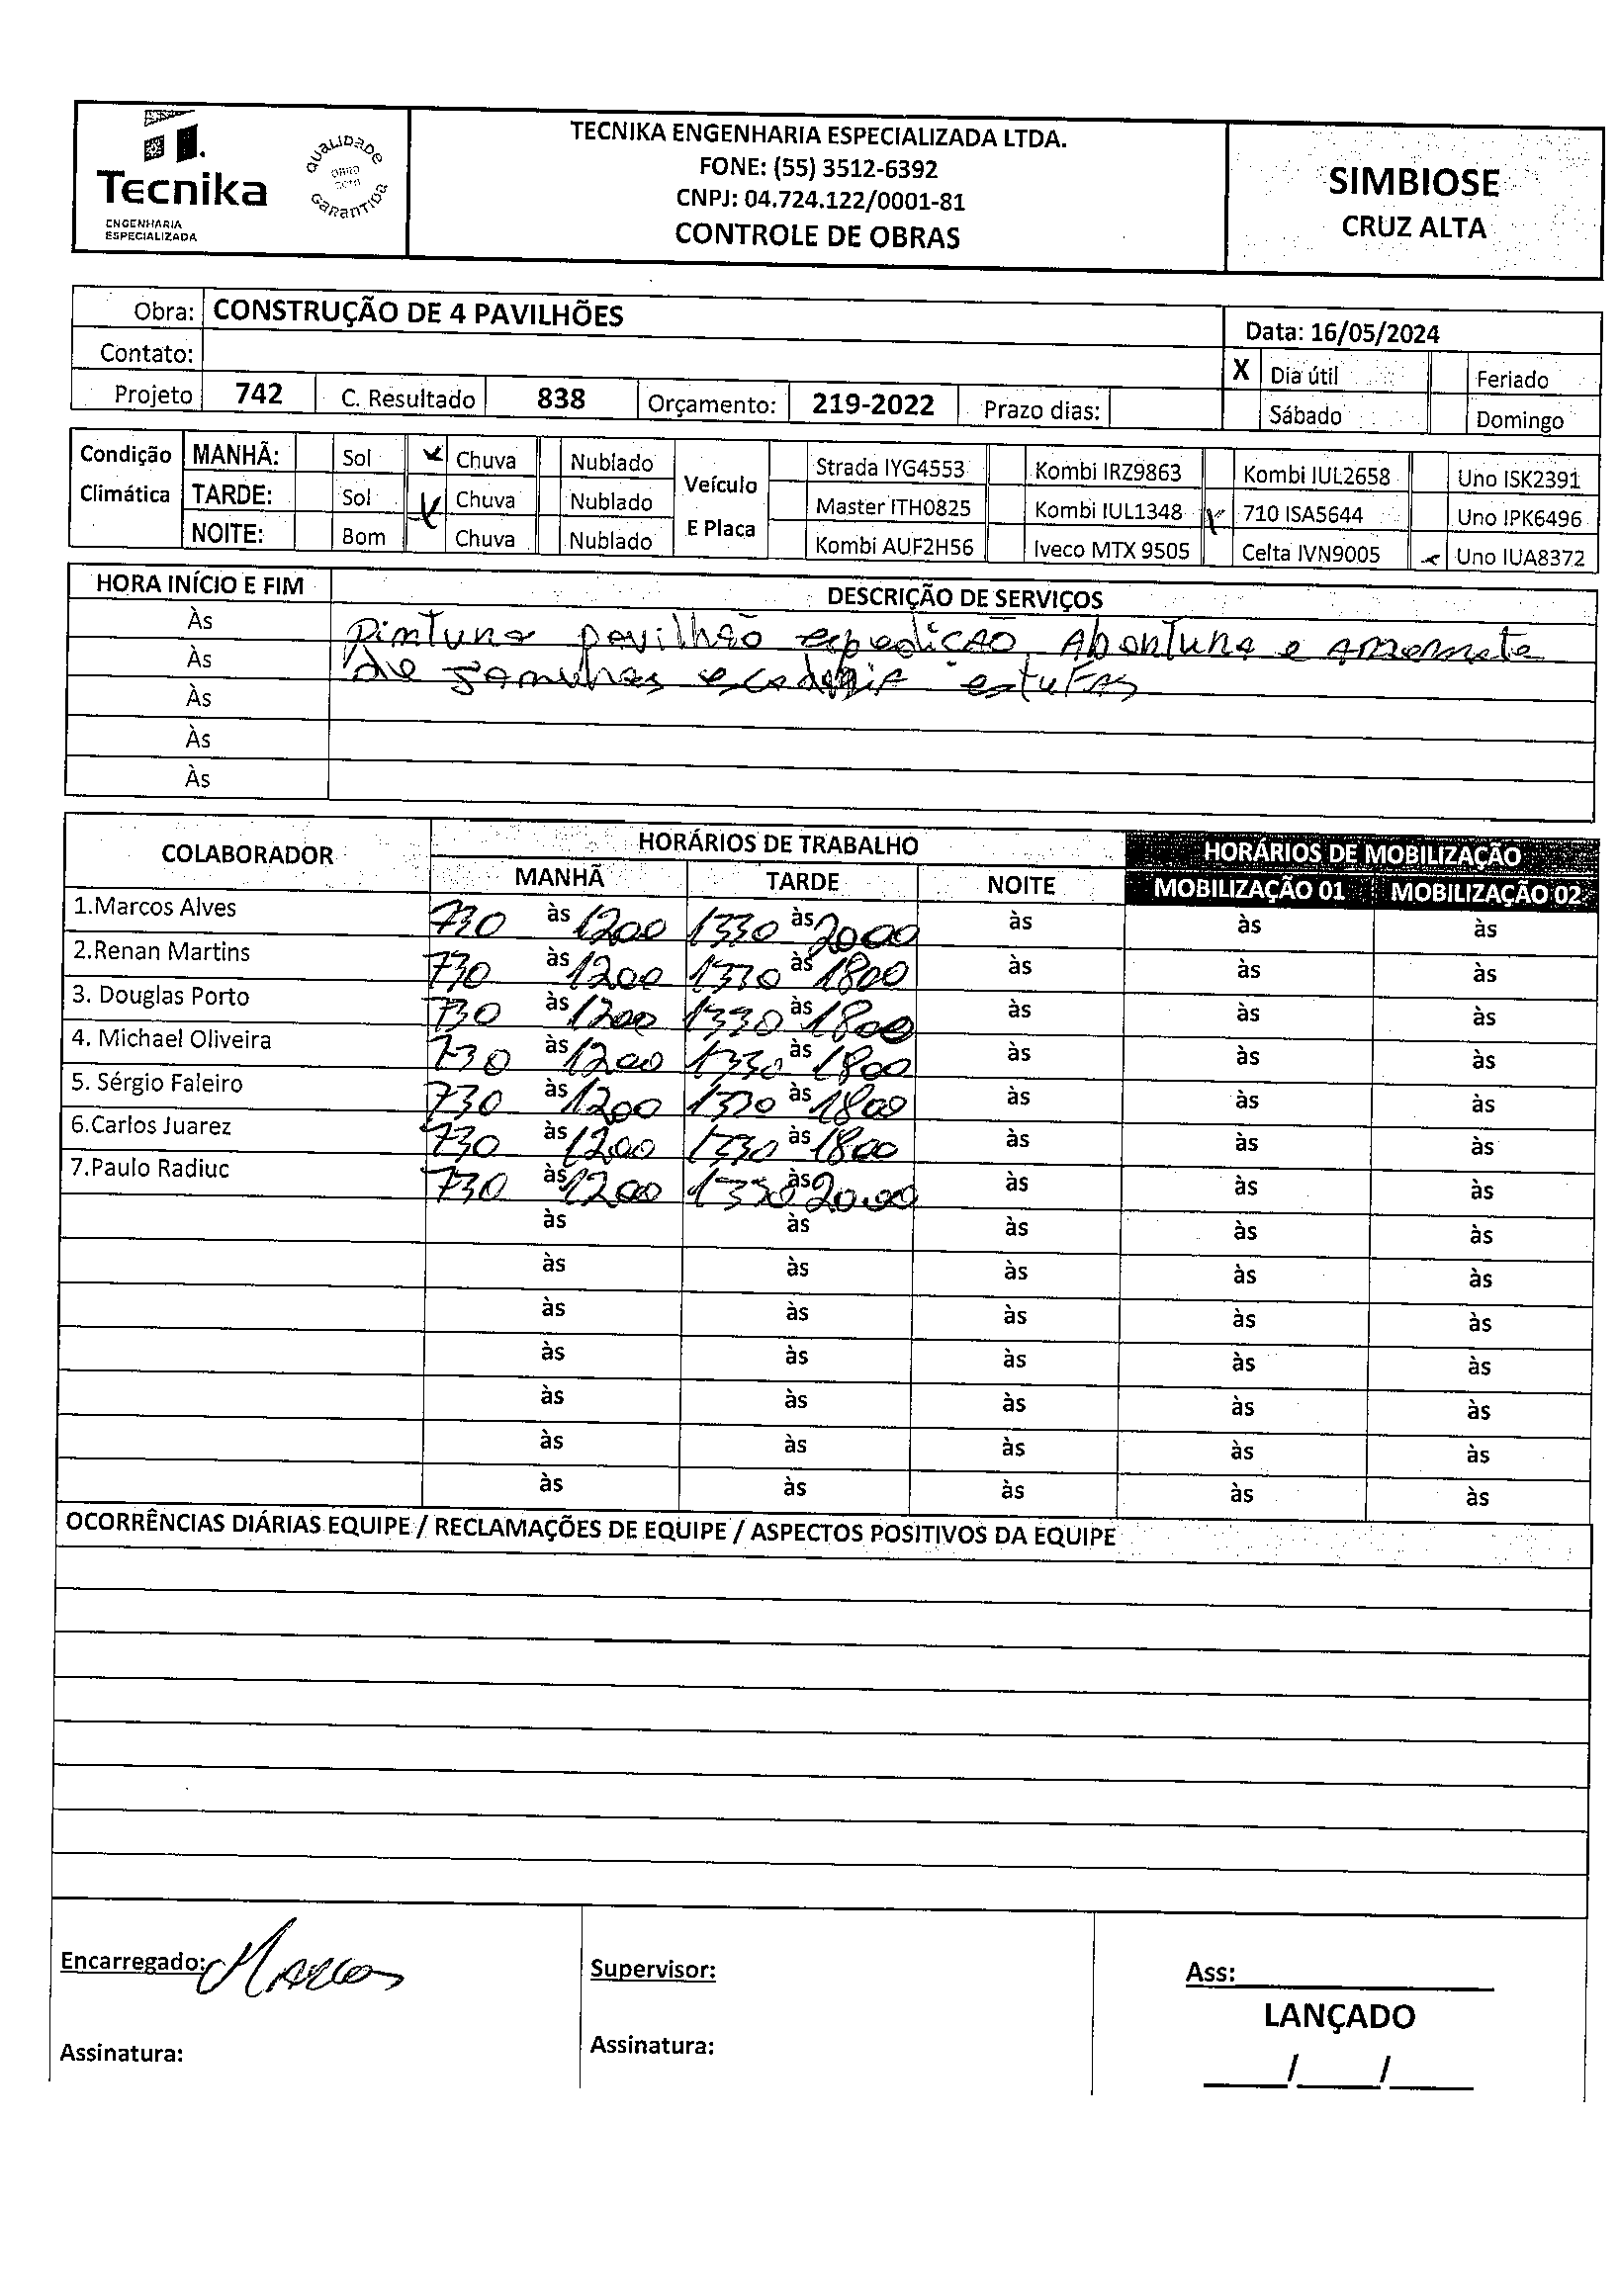 Tecnika
ENGENHARIA
ESPECIALIZADA
QUALIDADE
GARANTIDA
TECNIKA ENGENHARIA ESPECIALIZADA LTDA.
FONE: (55) 3512-6392
CNPJ: 04.724.122/0001-81
CONTROLE DE OBRAS
SIMBIOSE
CRUZ ALTA
Obra: CONSTRUÇÃO DE 4 PAVILHÕES
Data: 16/05/2024
Contato:
X Dia útil Feriado
Projeto 742 C. Resultado 838 Orçamento: 219-2022 Prazo dias:
Sábado Domingo
Condição Climática
MANHÃ: Sol x Chuva Nublado
TARDE: Sol x Chuva Nublado
NOITE: Bom Chuva Nublado
Veículo E Placa
Strada IYG4553 Kombi IRZ9863 Kombi IUL2658 Uno ISK2391
Master ITH0825 Kombi IUL1348 x 710 ISA5644 Uno IPK6496
Kombi AUF2H56 Iveco MTX 9505 Celta IVN9005 x Uno IUA8372
HORA INÍCIO E FIM DESCRIÇÃO DE SERVIÇOS
Às Pintura pavilhão expedição. Abertura e arremate
Às de estufas
Às
Às
Às
COLABORADOR HORÁRIOS DE TRABALHO HORÁRIOS DE MOBILIZAÇÃO
MANHÃ TARDE NOITE MOBILIZAÇÃO 01 MOBILIZAÇÃO 02
1.Marcos Alves 730 às 1200 1330 às 2000 às às às
2.Renan Martins 730 às 1200 1330 às 1800 às às às
3. Douglas Porto 730 às 1200 1330 às 1800 às às às
4. Michael Oliveira 730 às 1200 1330 às 1800 às às às
5. Sérgio Faleiro 730 às 1200 1330 às 1800 às às às
6.Carlos Juarez 730 às 1200 1330 às 1800 às às às
7.Paulo Radiuc 730 às 1200 1330 às 2000 às às às
às às às às às
às às às às às
às às às às às
às às às às às
às às às às às
às às às às às
às às às às às
OCORRÊNCIAS DIÁRIAS EQUIPE / RECLAMAÇÕES DE EQUIPE / ASPECTOS POSITIVOS DA EQUIPE
Encarregado: Marcos
Supervisor:
Ass:
LANÇADO
Assinatura:
Assinatura:
/ /